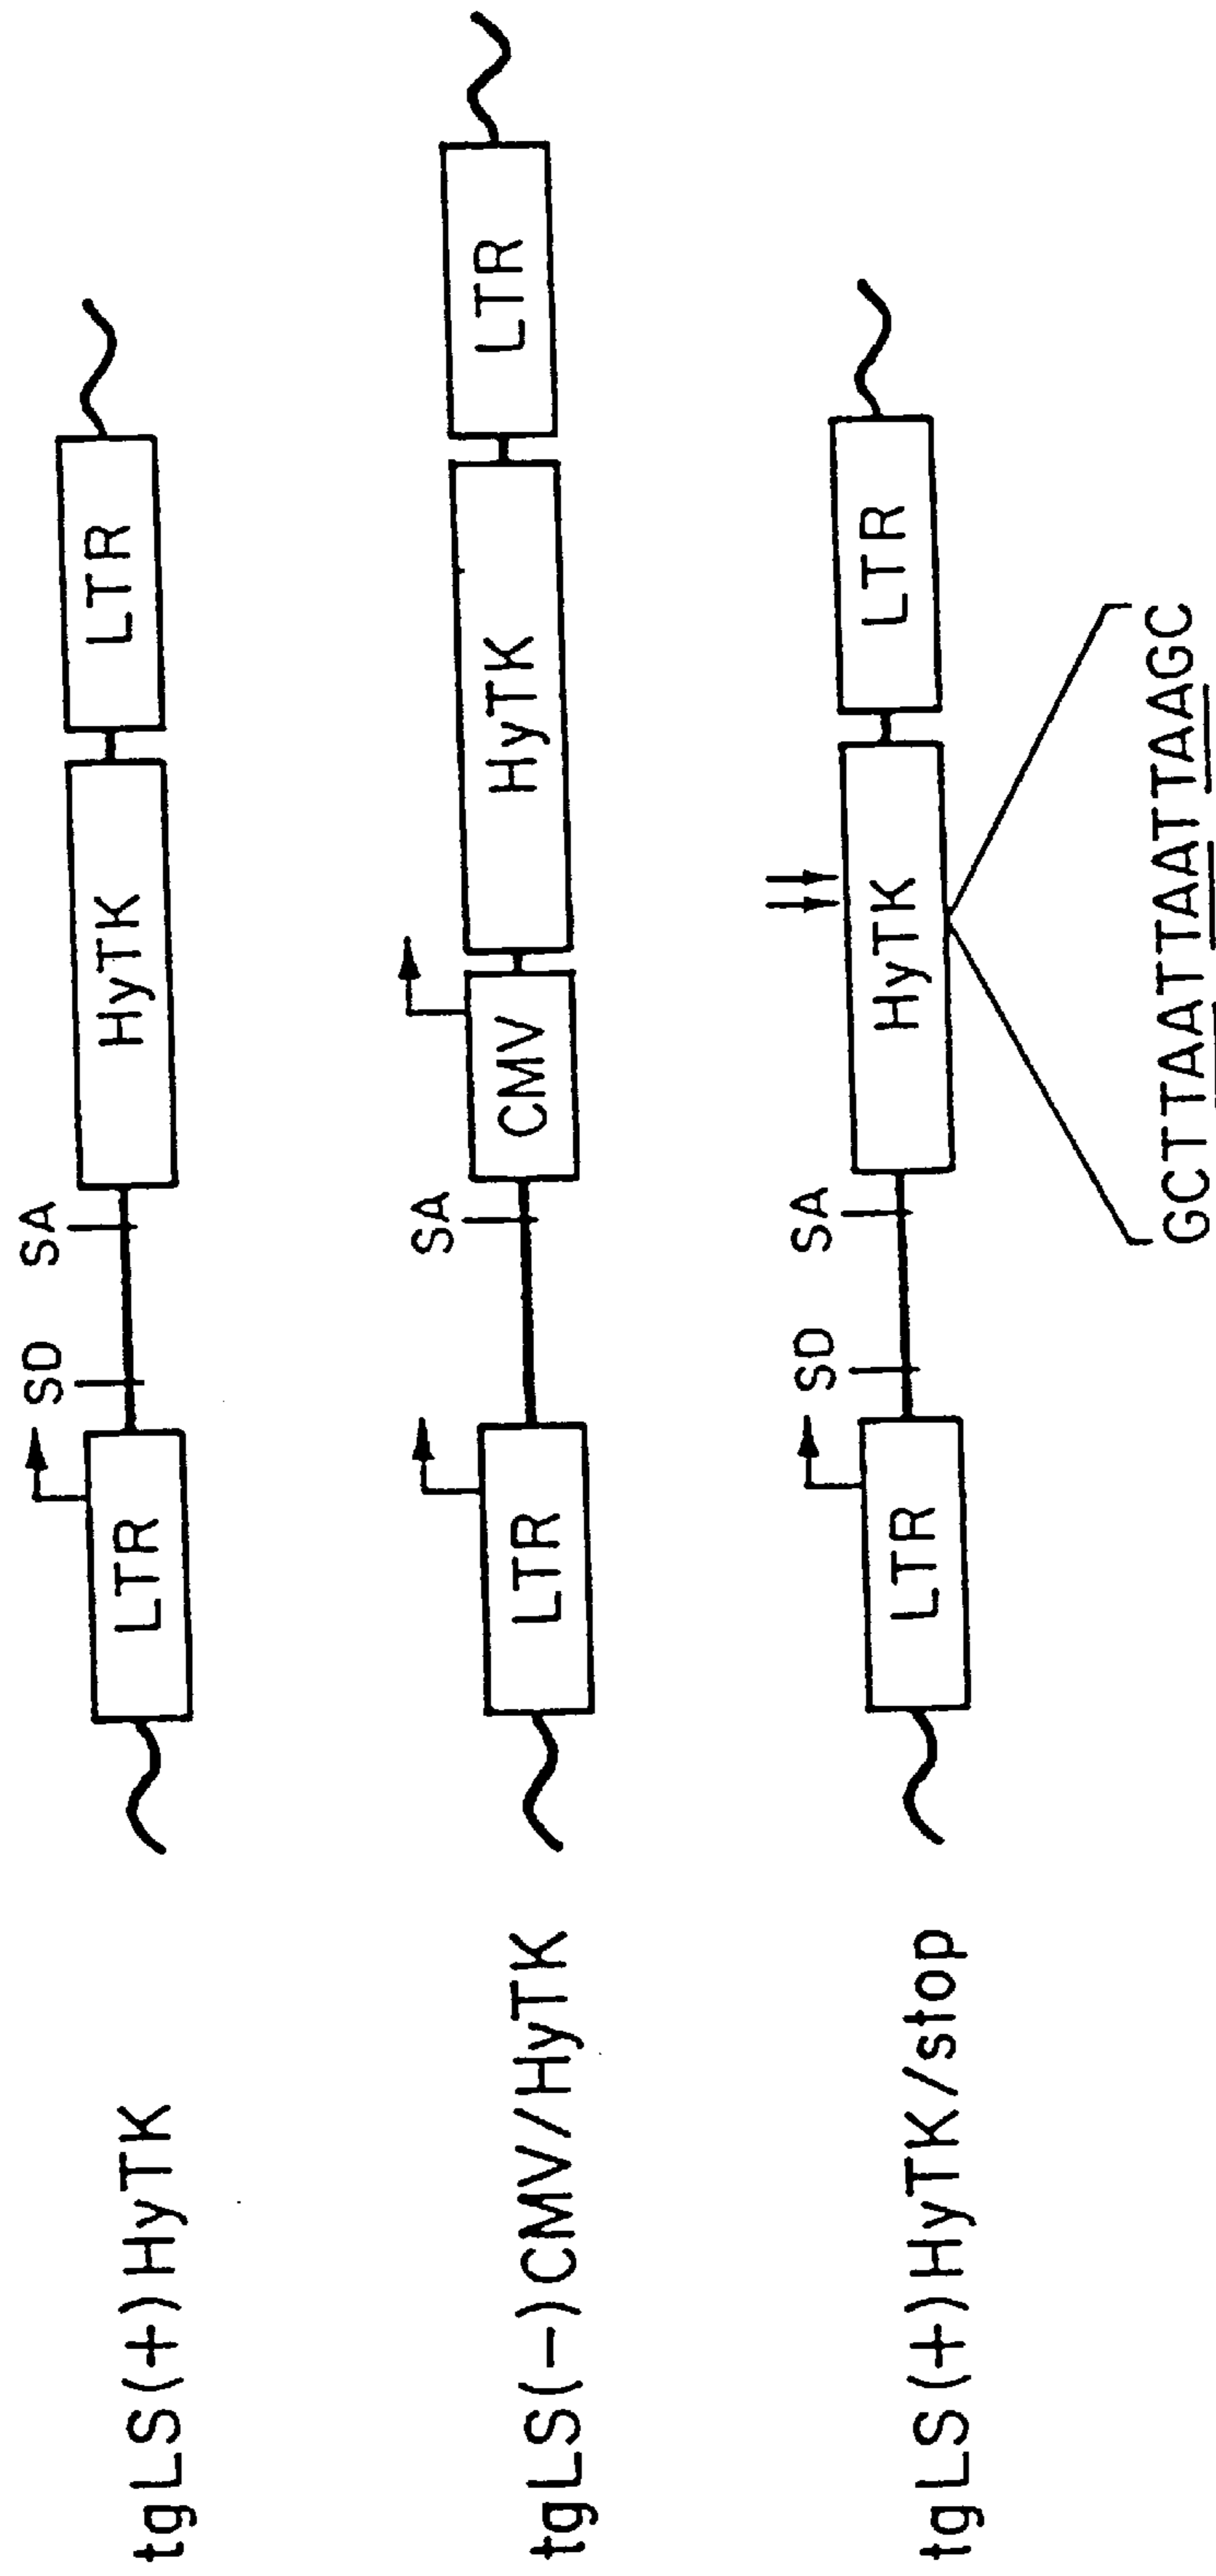 SD SA
tgLS(+)HyTK LTR HyTK LTR
SA
tgLS(-)CMV/HyTK LTR CMV HyTK LTR
SD SA
tgLS(+)HyTK/stop LTR HyTK LTR
GCTTAATTAATTAATTAAGC